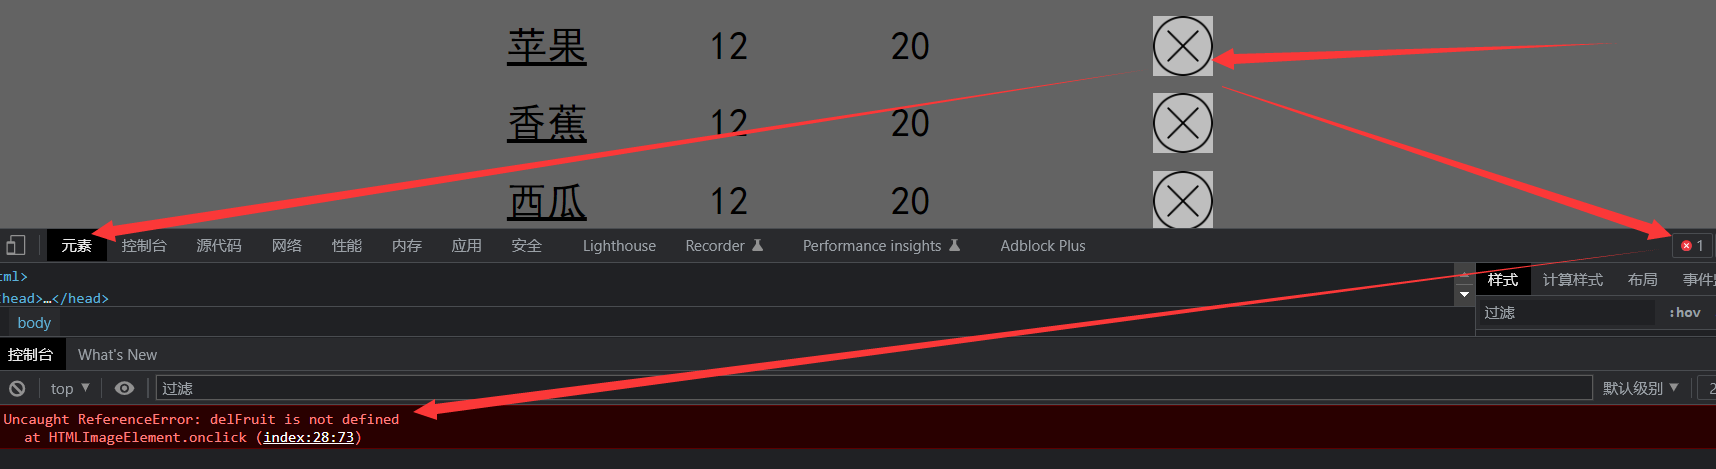 苹果 12 20
香蕉 12 20
西瓜 12 20
元素 控制台 源代码 网络 性能 内存 应用 安全 Lighthouse Recorder Performance insights Adblock Plus 1
tml>
head>…</head> 样式 计算样式 布局
body 过滤 :hov
控制台 What's New
top 过滤 默认级别 2
Uncaught ReferenceError: delFruit is not defined
at HTMLImageElement.onclick (index:28:73)